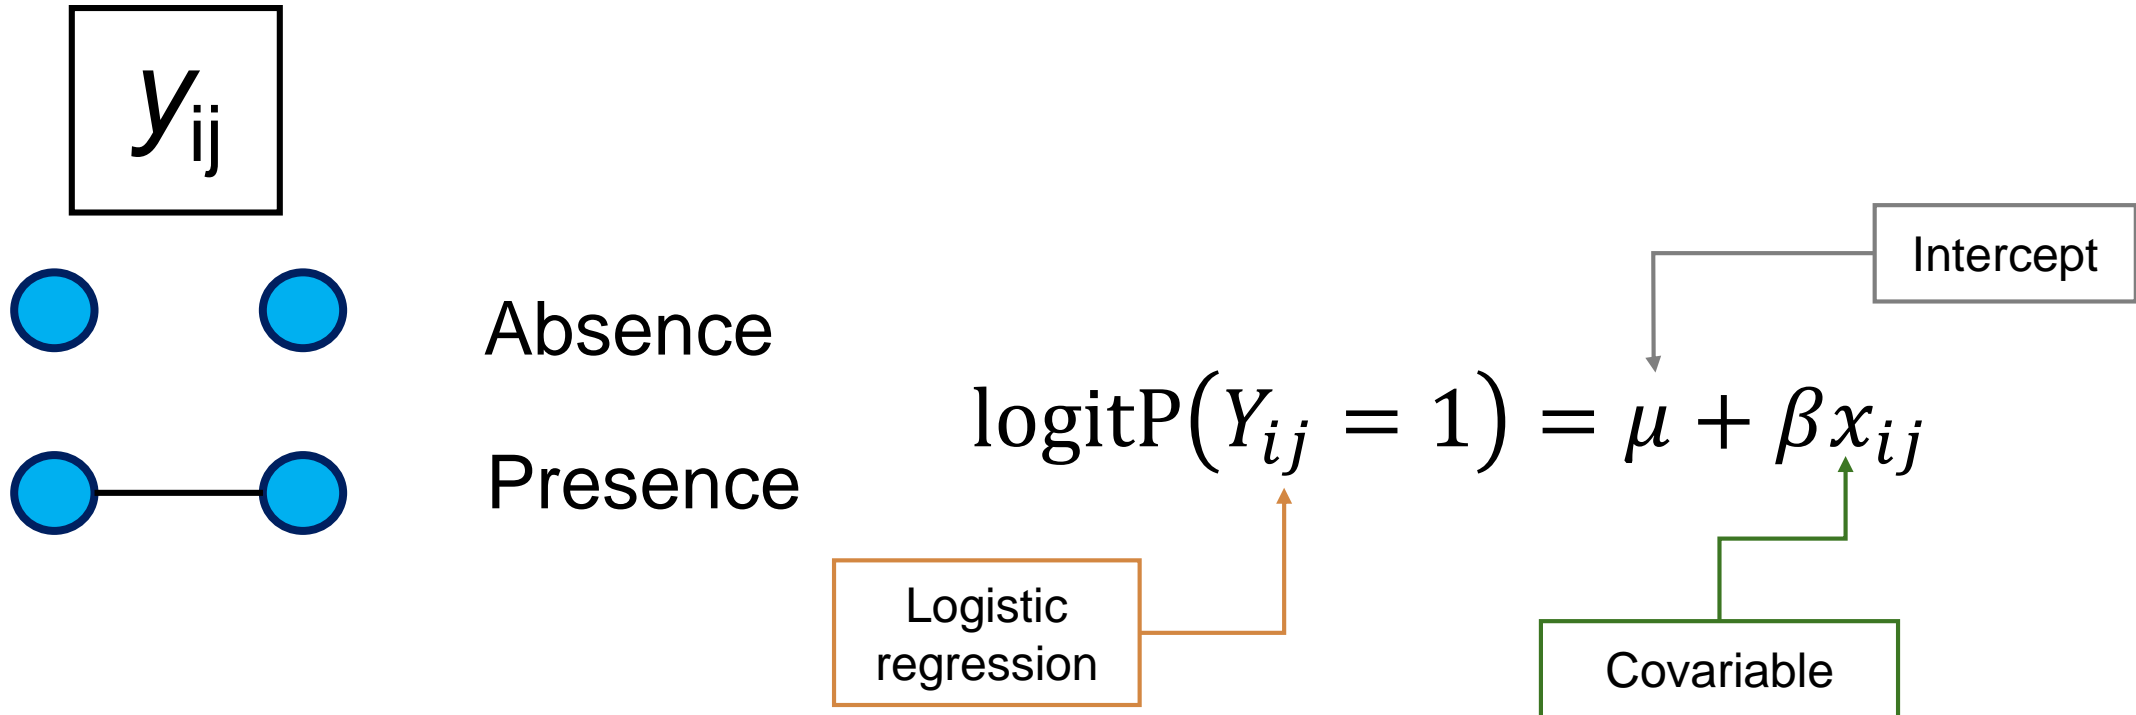 yij
Absence
Presence
logitP(Yij = 1) = μ + βxij
Intercept
Logistic
regression
Covariable